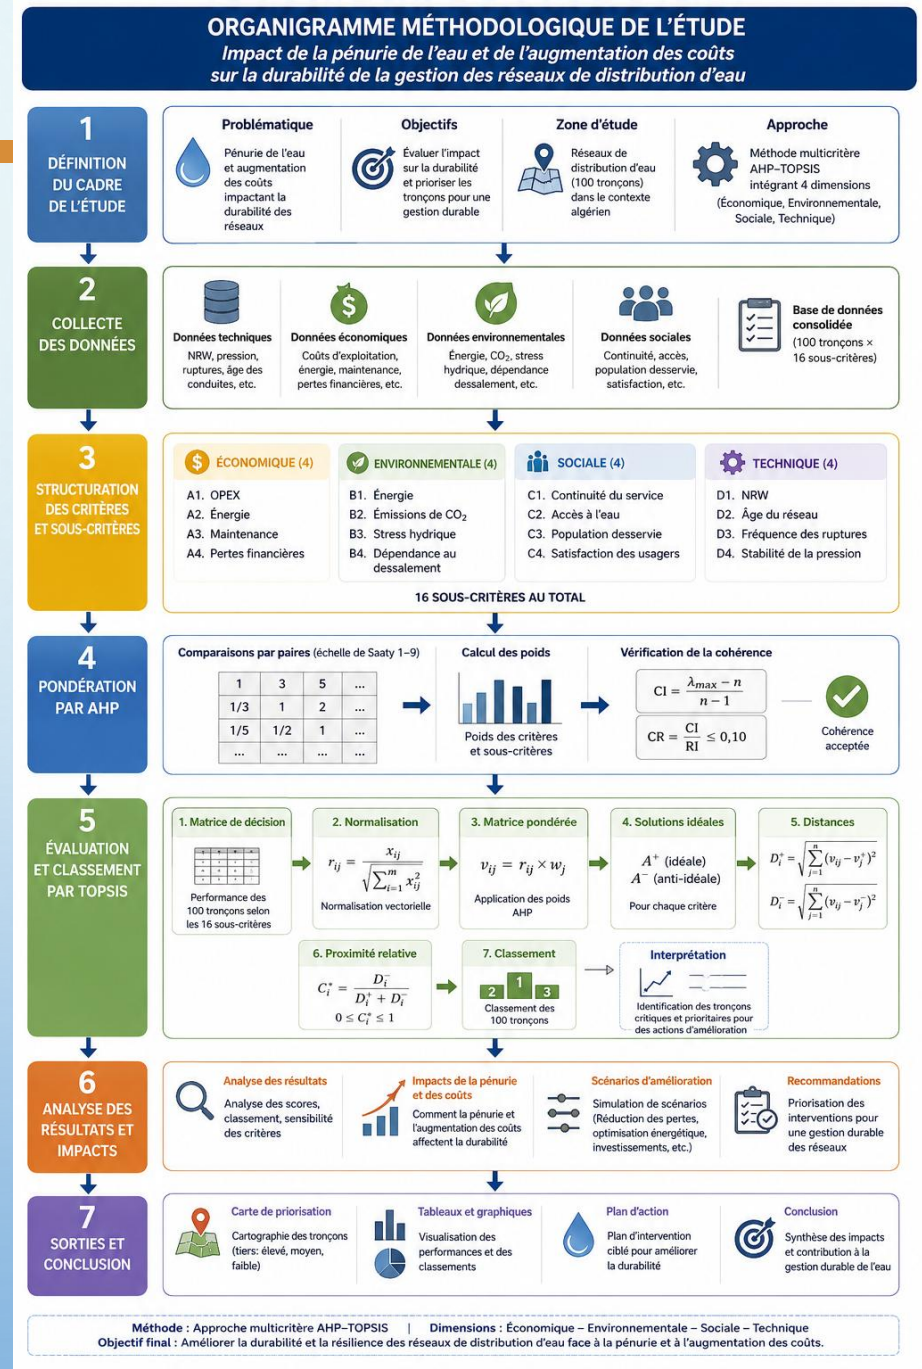 ORGANIGRAMME MÉTHODOLOGIQUE DE L'ÉTUDE
Impact de la pénurie de l'eau et de l'augmentation des coûts
sur la durabilité de la gestion des réseaux de distribution d'eau
1
DÉFINITION
DU CADRE
DE L'ÉTUDE
Problématique
Pénurie de l'eau
et augmentation
des coûts
impactant la
durabilité des
réseaux
Objectifs
Évaluer l'impact
sur la durabilité
et prioriser les
tronçons pour une
gestion durable
Zone d'étude
Réseaux de
distribution d'eau
(100 tronçons)
dans le contexte
algérien
Approche
Méthode multicritère
AHP–TOPSIS
intégrant 4 dimensions
(Économique, Environnementale,
Sociale, Technique)
2
COLLECTE
DES DONNÉES
Données techniques
NRW, pression,
ruptures, âge des
conduites, etc.
Données économiques
Coûts d'exploitation,
énergie, maintenance,
pertes financières, etc.
Données environnementales
Énergie, CO₂, stress
hydrique, dépendance
dessalement, etc.
Données sociales
Continuité, accès,
population desservie,
satisfaction, etc.
Base de données
consolidée
(100 tronçons ×
16 sous-critères)
3
STRUCTURATION
DES CRITÈRES
ET SOUS-CRITÈRES
ÉCONOMIQUE (4)
A1. OPEX
A2. Énergie
A3. Maintenance
A4. Pertes financières
ENVIRONNEMENTALE (4)
B1. Énergie
B2. Émissions de CO₂
B3. Stress hydrique
B4. Dépendance au
dessalement
SOCIALE (4)
C1. Continuité du service
C2. Accès à l'eau
C3. Population desservie
C4. Satisfaction des usagers
TECHNIQUE (4)
D1. NRW
D2. Âge du réseau
D3. Fréquence des ruptures
D4. Stabilité de la pression
16 SOUS-CRITÈRES AU TOTAL
4
PONDÉRATION
PAR AHP
Comparaisons par paires (échelle de Saaty 1–9)
1 3 5 ...
1/3 1 2 ...
1/5 1/2 1 ...
... ... ... ...
Calcul des poids
Poids des critères
et sous-critères
Vérification de la cohérence
CI = (λmax − n) / (n − 1)
CR = CI / RI ≤ 0,10
Cohérence
acceptée
5
ÉVALUATION
ET CLASSEMENT
PAR TOPSIS
1. Matrice de décision
Performance des
100 tronçons selon
les 16 sous-critères
2. Normalisation
rij = xij / √(∑i=1^m xij²)
Normalisation vectorielle
3. Matrice pondérée
vij = rij × wj
Application des poids
AHP
4. Solutions idéales
A⁺ (idéale)
A⁻ (anti-idéale)
Pour chaque critère
5. Distances
Di⁺ = √(∑j=1^n (vij − vj⁺)²)
Di⁻ = √(∑j=1^n (vij − vj⁻)²)
6. Proximité relative
Ci* = Di⁻ / (Di⁺ + Di⁻)
0 ≤ Ci* ≤ 1
7. Classement
2 1 3
Classement des
100 tronçons
Interprétation
Identification des tronçons
critiques et prioritaires pour
des actions d'amélioration
6
ANALYSE DES
RÉSULTATS ET
IMPACTS
Analyse des résultats
Analyse des scores,
classement, sensibilité
des critères
Impacts de la pénurie
et des coûts
Comment la pénurie et
l'augmentation des coûts
affectent la durabilité
Scénarios d'amélioration
Simulation de scénarios
(Réduction des pertes,
optimisation énergétique,
investissements, etc.)
Recommandations
Priorisation des
interventions pour
une gestion durable
des réseaux
7
SORTIES ET
CONCLUSION
Carte de priorisation
Cartographie des tronçons
(tiers: élevé, moyen,
faible)
Tableaux et graphiques
Visualisation des
performances et des
classements
Plan d'action
Plan d'intervention
ciblé pour améliorer
la durabilité
Conclusion
Synthèse des impacts
et contribution à la
gestion durable de l'eau
Méthode : Approche multicritère AHP–TOPSIS | Dimensions : Économique – Environnementale – Sociale – Technique
Objectif final : Améliorer la durabilité et la résilience des réseaux de distribution d'eau face à la pénurie et à l'augmentation des coûts.